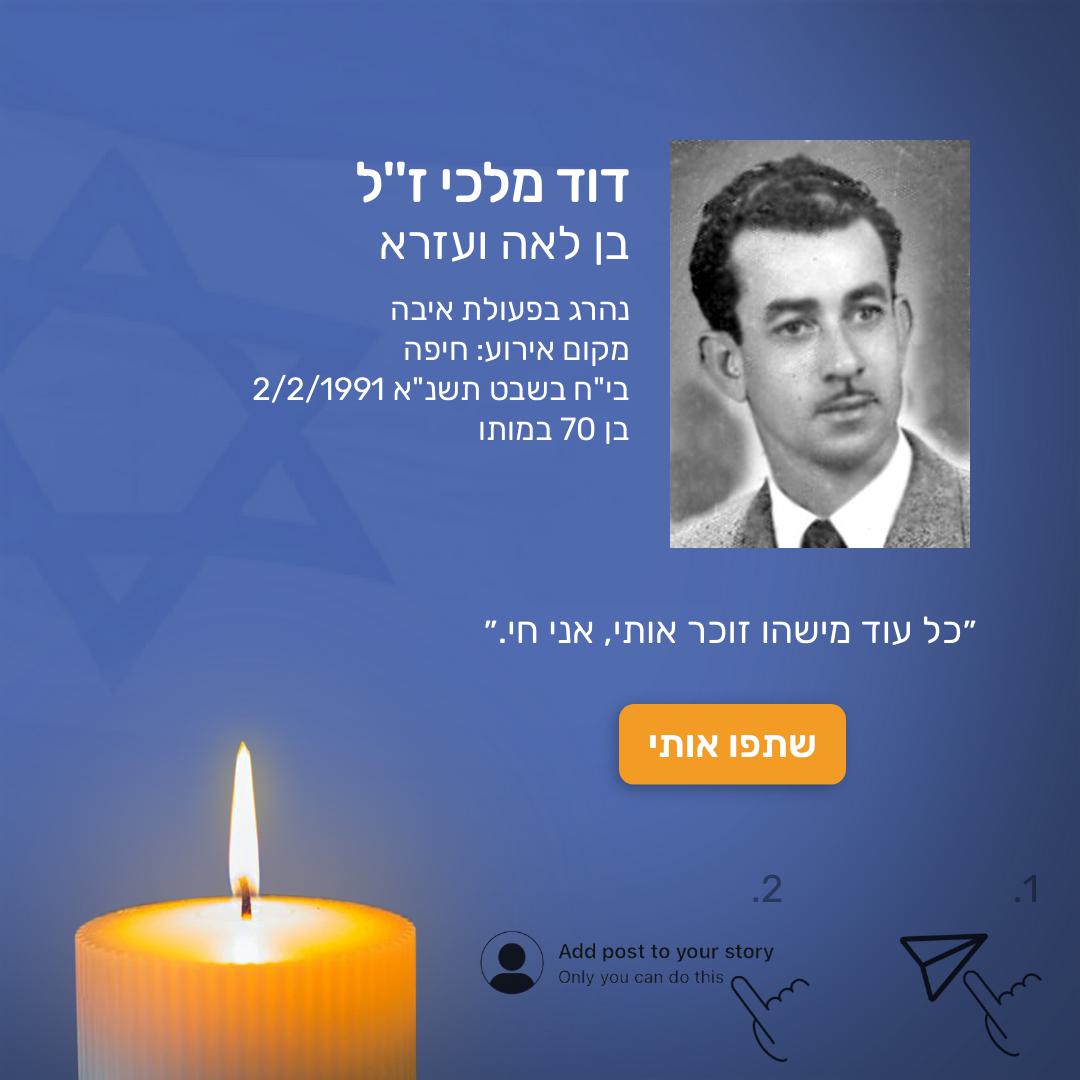 דוד מלכי ז"ל
בן לאה ועזרא
נהרג בפעולת איבה
מקום אירוע: חיפה
בי"ח בשבט תשנ"א 2/2/1991
בן 70 במותו
״כל עוד מישהו זוכר אותי, אני חי.״
שתפו אותי
1.
2.
Add post to your story
Only you can do this